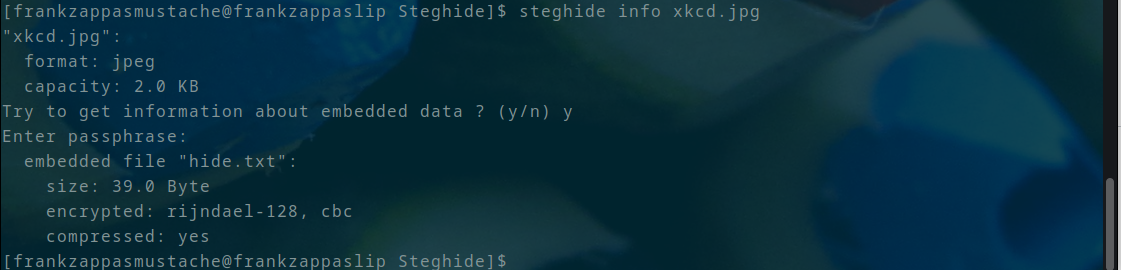 [frankzappasmustache@frankzappaslip Steghide]$ steghide info xkcd.jpg
"xkcd.jpg":
  format: jpeg
  capacity: 2.0 KB
Try to get information about embedded data ? (y/n) y
Enter passphrase:
  embedded file "hide.txt":
    size: 39.0 Byte
    encrypted: rijndael-128, cbc
    compressed: yes
[frankzappasmustache@frankzappaslip Steghide]$